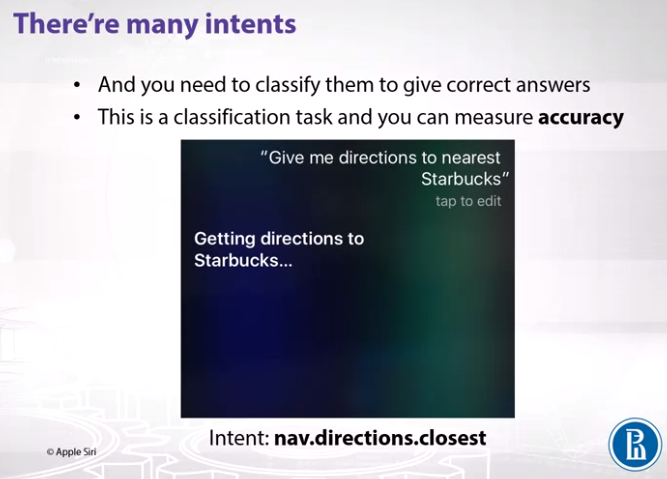 There're many intents
• And you need to classify them to give correct answers
• This is a classification task and you can measure accuracy
"Give me directions to nearest
Starbucks"
tap to edit
Getting directions to
Starbucks...
Intent: nav.directions.closest
© Apple Siri